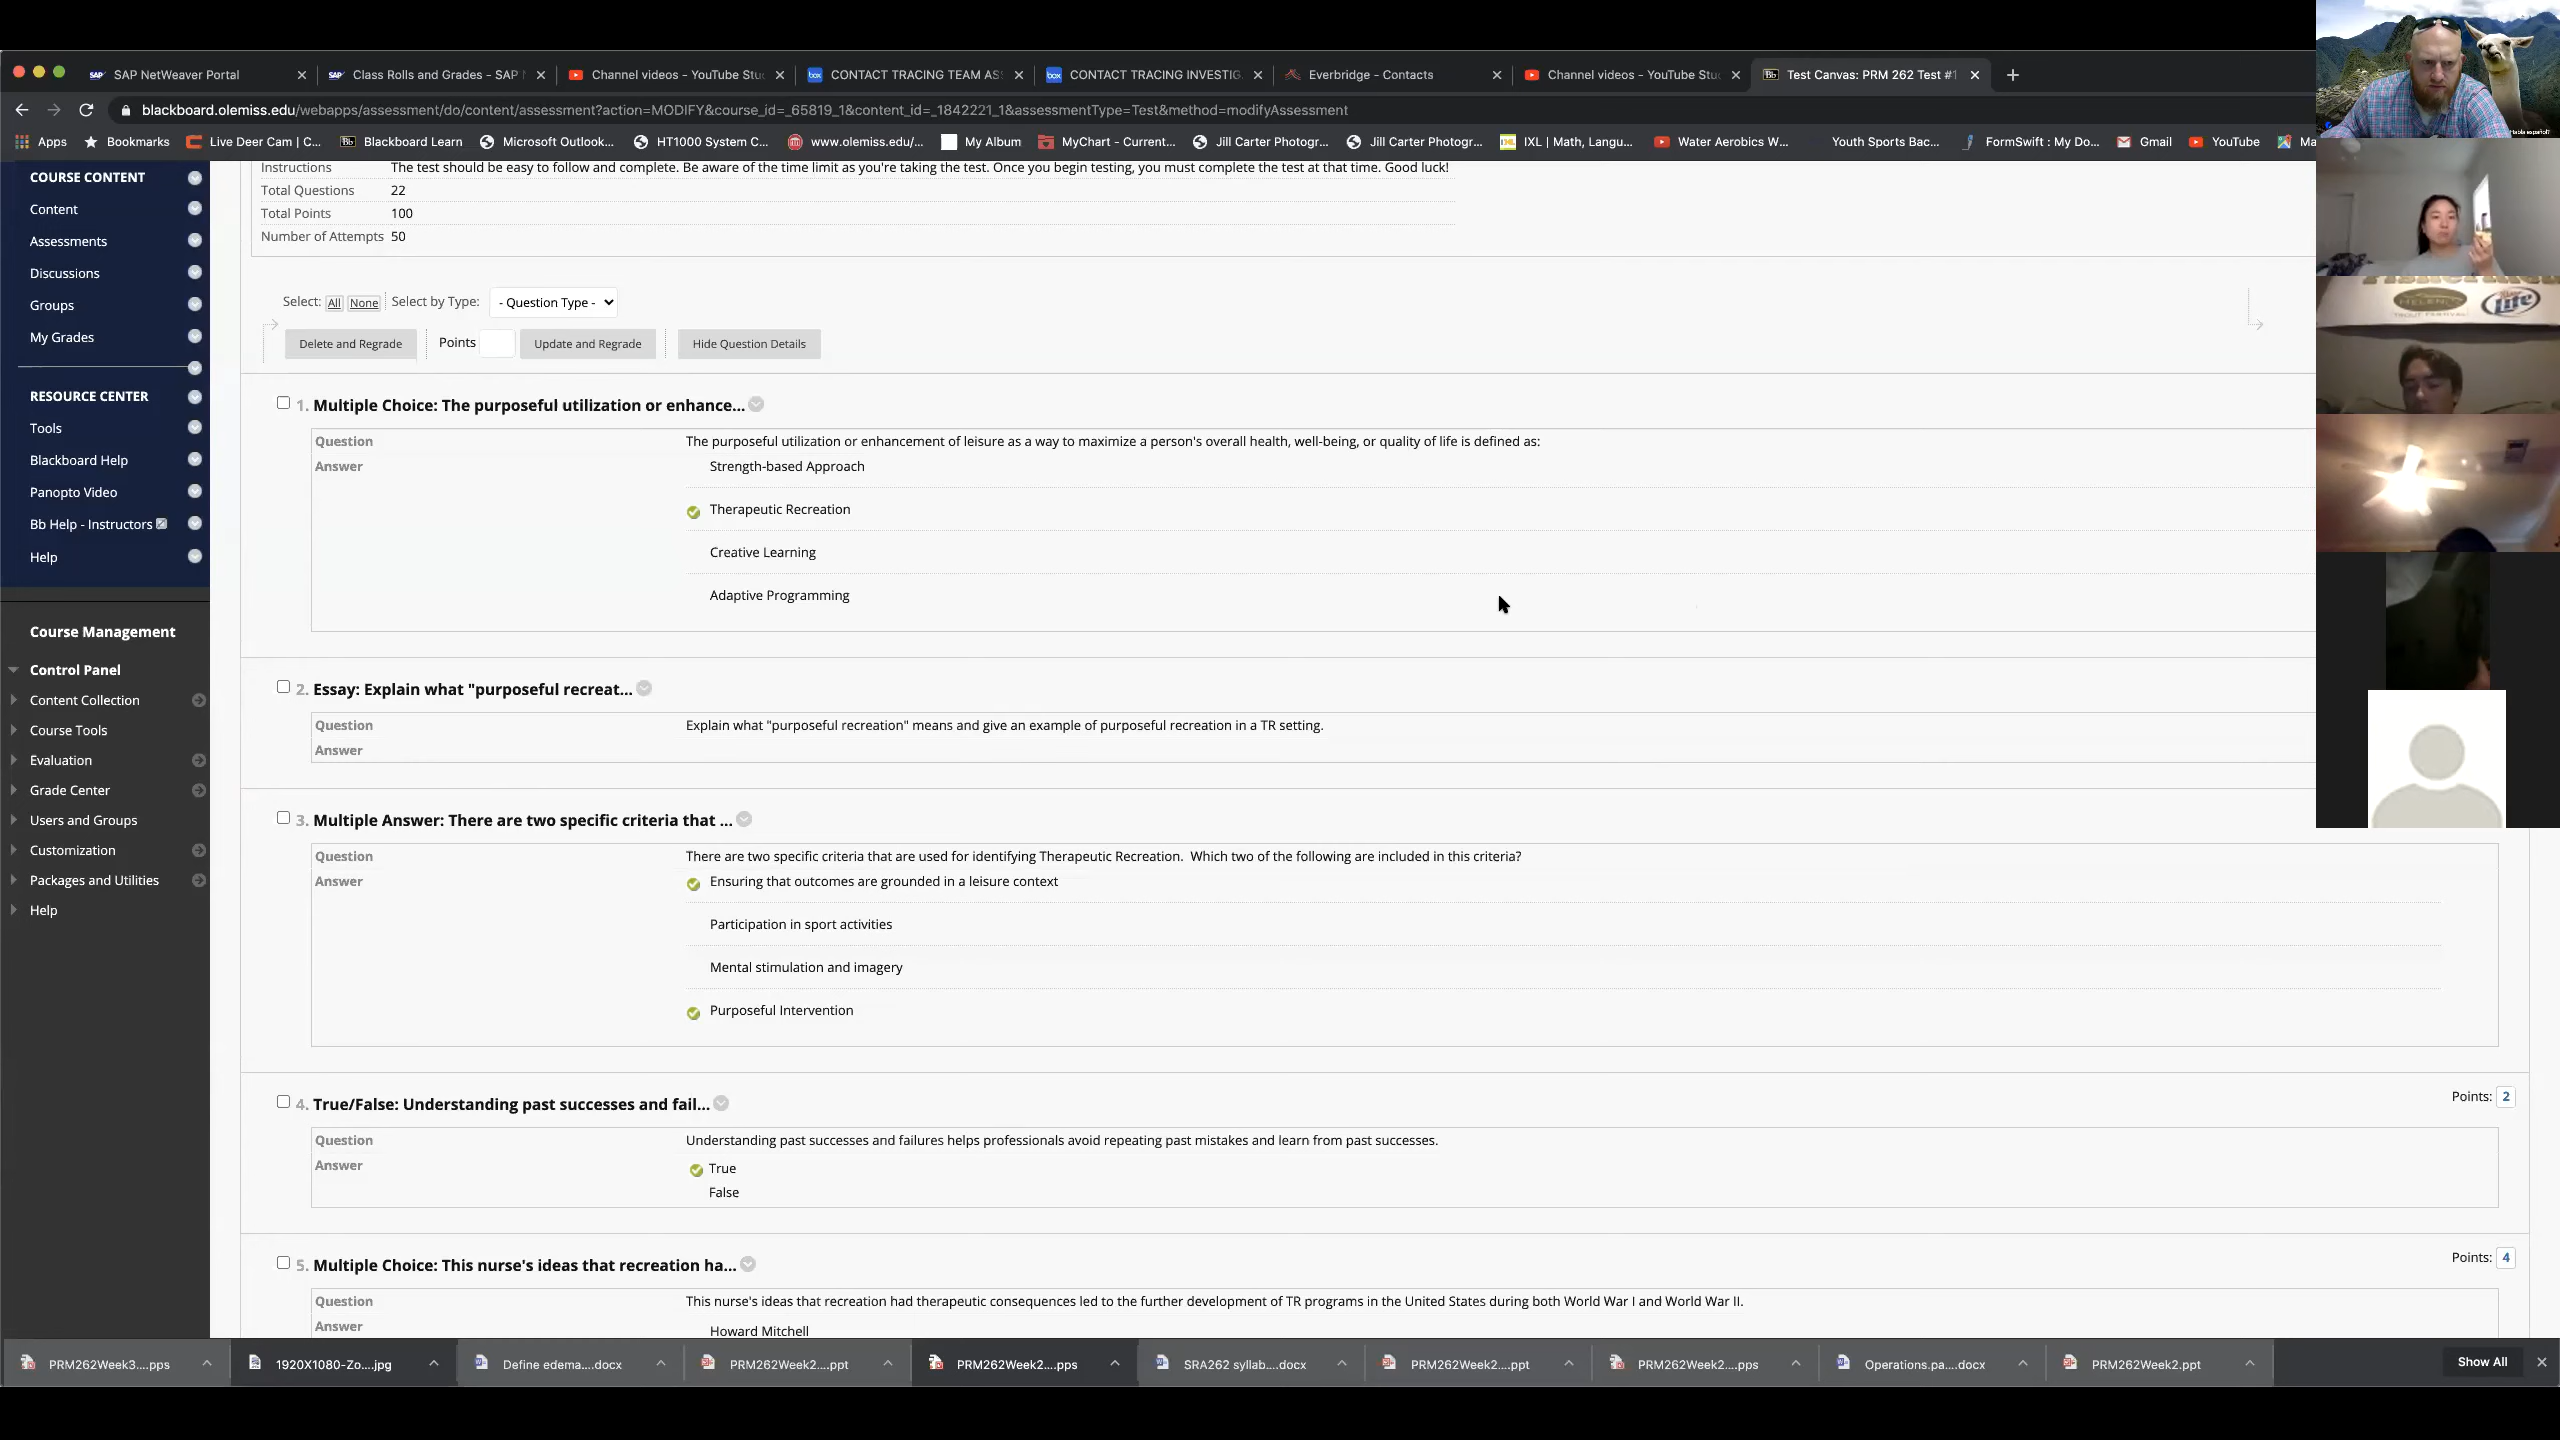 SAP NetWeaver Portal
Class Rolls and Grades - SAP N
Channel videos - YouTube Stu
CONTACT TRACING TEAM AS
CONTACT TRACING INVESTIG
Everbridge - Contacts
Channel videos - YouTube Stu
Test Canvas: PRM 262 Test #1
blackboard.olemiss.edu/webapps/assessment/do/content/assessment?action=MODIFY&course_id=_65819_1&content_id=_1842221_1&assessmentType=Test&method=modifyAssessment
Apps Bookmarks Live Deer Cam | C... Blackboard Learn Microsoft Outlook... HT1000 System C... www.olemiss.edu/... My Album MyChart - Current... Jill Carter Photogr... Jill Carter Photogr... IXL | Math, Langu... Water Aerobics W... Youth Sports Bac... FormSwift : My Do... Gmail YouTube Ma
Habla español?
HELEN
TROUT FESTIVAL
Lite
COURSE CONTENT
Content
Assessments
Discussions
Groups
My Grades
RESOURCE CENTER
Tools
Blackboard Help
Panopto Video
Bb Help - Instructors
Help
Course Management
Control Panel
Content Collection
Course Tools
Evaluation
Grade Center
Users and Groups
Customization
Packages and Utilities
Help
Instructions The test should be easy to follow and complete. Be aware of the time limit as you're taking the test. Once you begin testing, you must complete the test at that time. Good luck!
Total Questions 22
Total Points 100
Number of Attempts 50
Select: All None Select by Type: - Question Type -
Delete and Regrade Points Update and Regrade Hide Question Details
1. Multiple Choice: The purposeful utilization or enhance...
Question The purposeful utilization or enhancement of leisure as a way to maximize a person's overall health, well-being, or quality of life is defined as:
Answer Strength-based Approach
Therapeutic Recreation
Creative Learning
Adaptive Programming
2. Essay: Explain what "purposeful recreat...
Question Explain what "purposeful recreation" means and give an example of purposeful recreation in a TR setting.
Answer
3. Multiple Answer: There are two specific criteria that ...
Question There are two specific criteria that are used for identifying Therapeutic Recreation. Which two of the following are included in this criteria?
Answer Ensuring that outcomes are grounded in a leisure context
Participation in sport activities
Mental stimulation and imagery
Purposeful Intervention
4. True/False: Understanding past successes and fail... Points: 2
Question Understanding past successes and failures helps professionals avoid repeating past mistakes and learn from past successes.
Answer True
False
5. Multiple Choice: This nurse's ideas that recreation ha... Points: 4
Question This nurse's ideas that recreation had therapeutic consequences led to the further development of TR programs in the United States during both World War I and World War II.
Answer Howard Mitchell
PRM262Week3....pps 1920X1080-Zo....jpg Define edema....docx PRM262Week2....ppt PRM262Week2....pps SRA262 syllab....docx PRM262Week2....ppt PRM262Week2....pps Operations.pa....docx PRM262Week2.ppt Show All